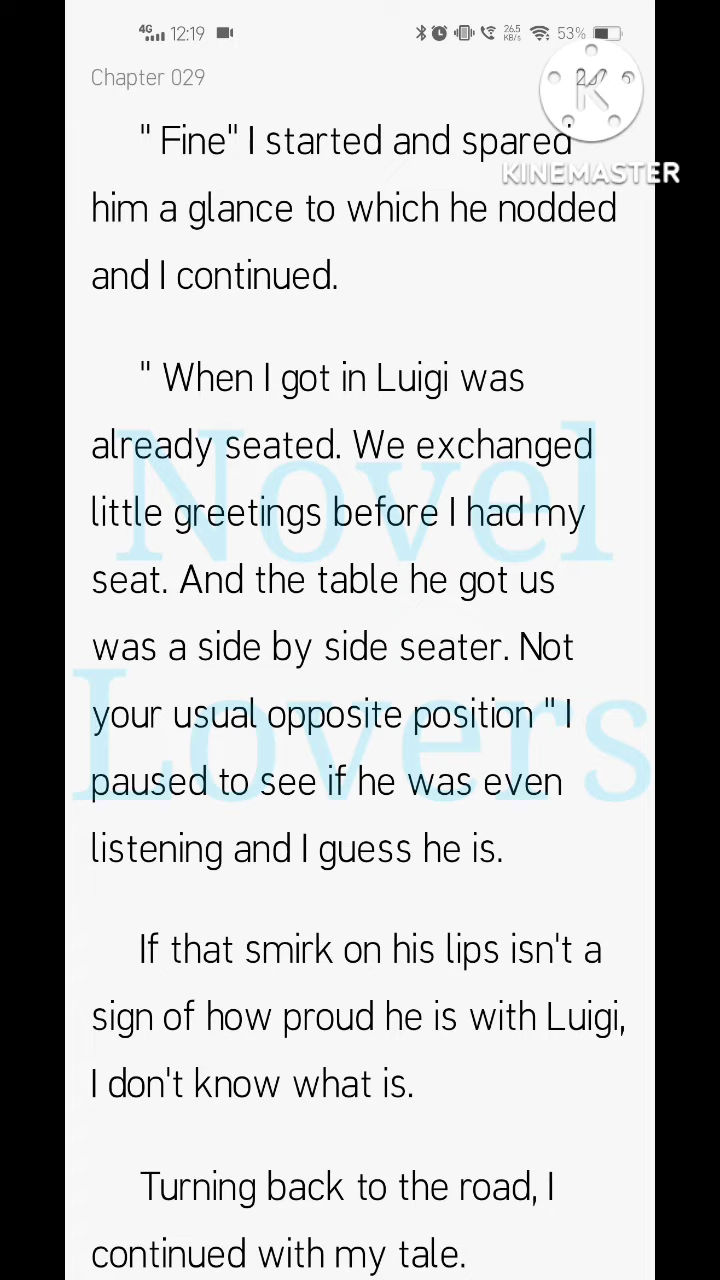 4G 12:19 26.5 KB/s 53%
Chapter 029
K
KINEMASTER
" Fine" I started and spared
him a glance to which he nodded
and I continued.
" When I got in Luigi was
already seated. We exchanged
little greetings before I had my
seat. And the table he got us
was a side by side seater. Not
your usual opposite position " I
paused to see if he was even
listening and I guess he is.
If that smirk on his lips isn't a
sign of how proud he is with Luigi,
I don't know what is.
Turning back to the road, I
continued with my tale.
Novel
Lovers